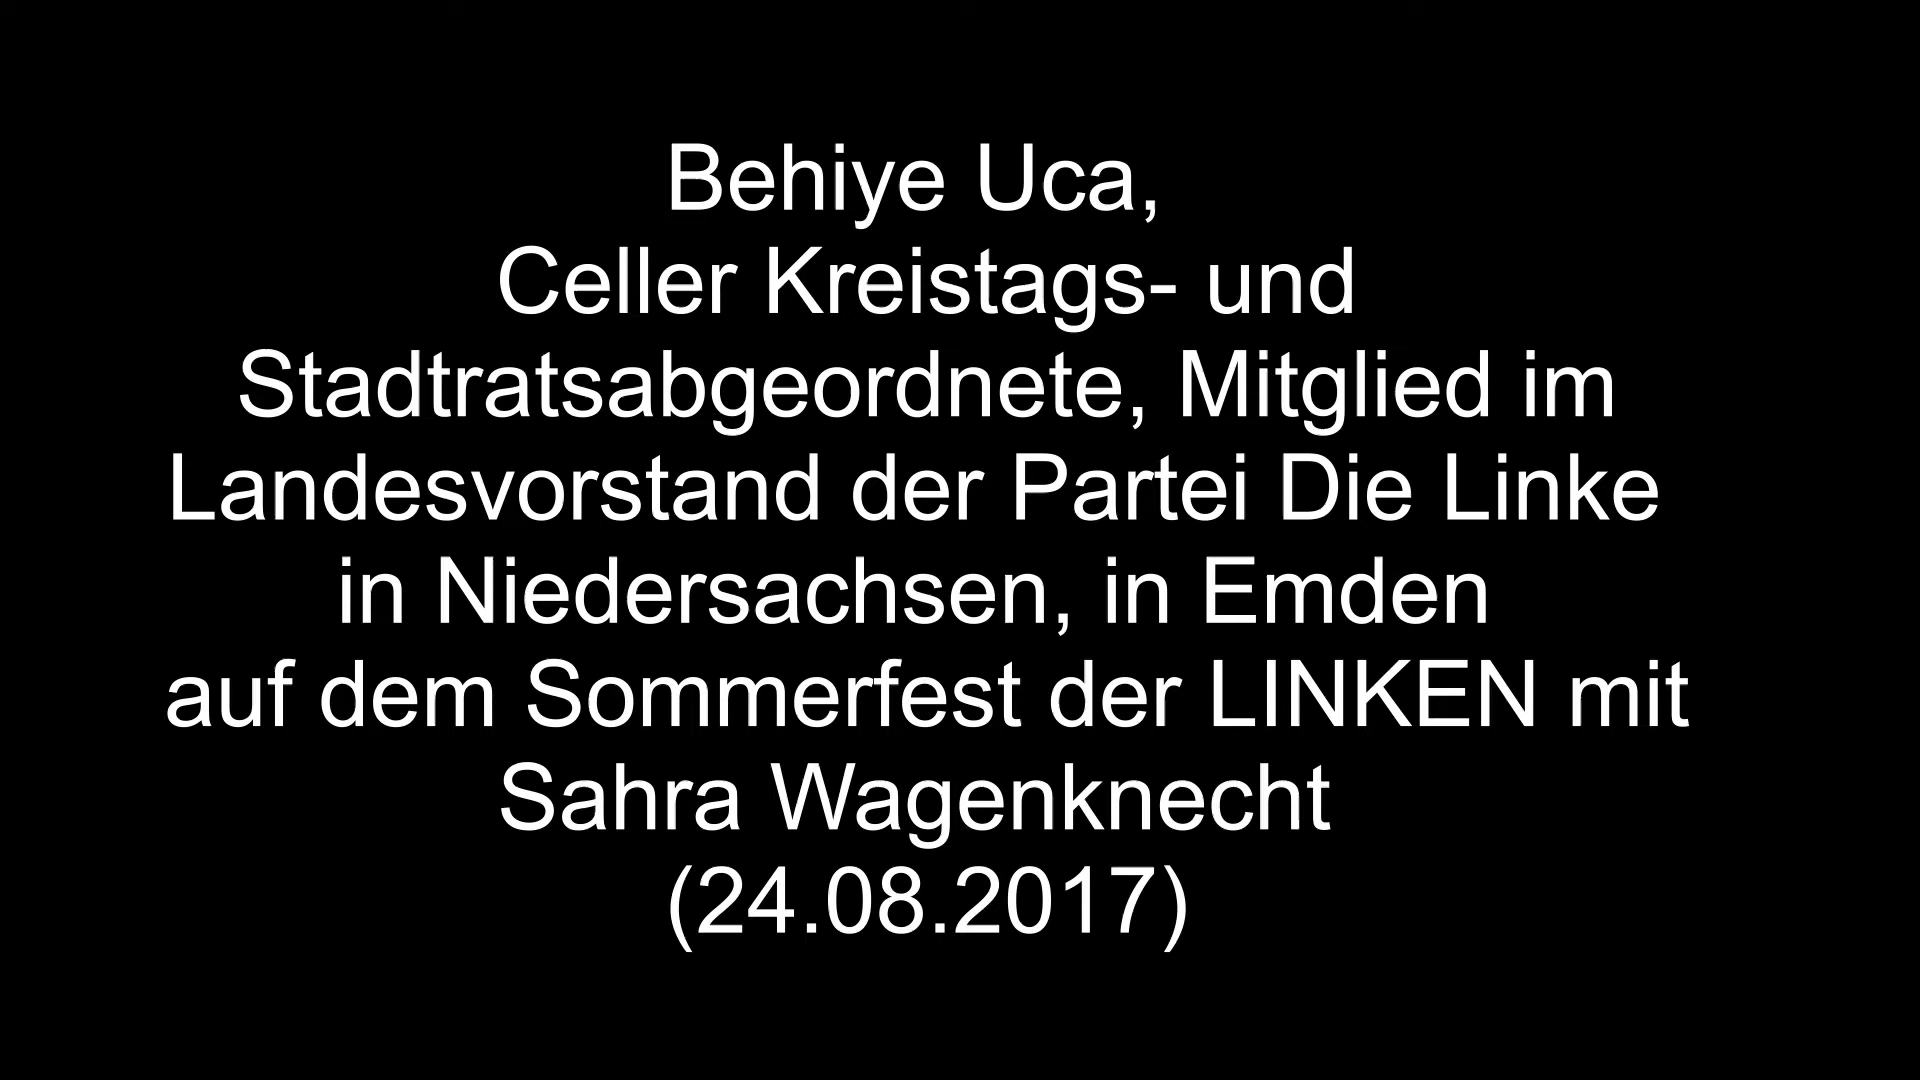 Behiye Uca,
Celler Kreistags- und
Stadtratsabgeordnete, Mitglied im
Landesvorstand der Partei Die Linke
in Niedersachsen, in Emden
auf dem Sommerfest der LINKEN mit
Sahra Wagenknecht
(24.08.2017)